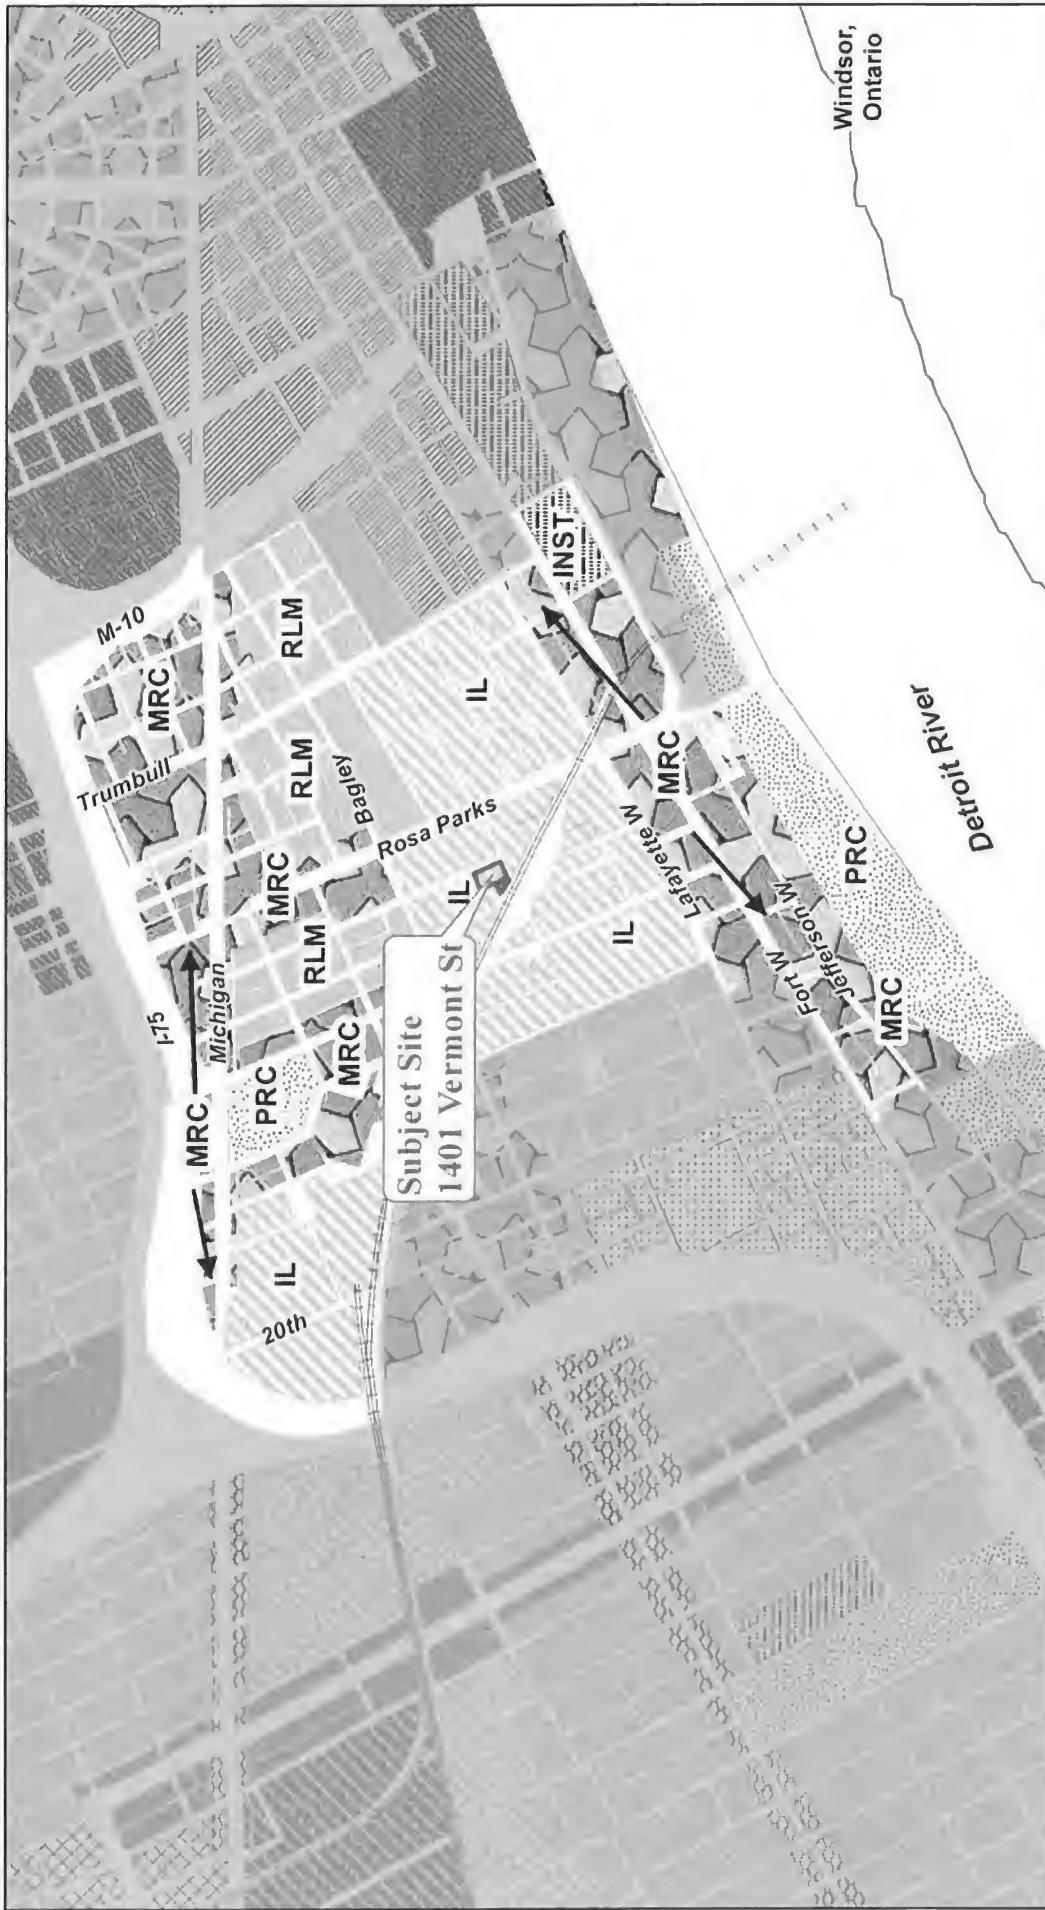 M-10
MRC
RLM
Trumbull
MRC
RLM
Bagley
Rosa Parks
IL
I-75
Michigan
MRC
RLM
PRC
MRC
IL
20th
Subject Site
1401 Vermont St
IL
IL
INST
MRC
Lafayette W
Fort W
Jefferson W
MRC
PRC
Detroit River
Windsor,
Ontario